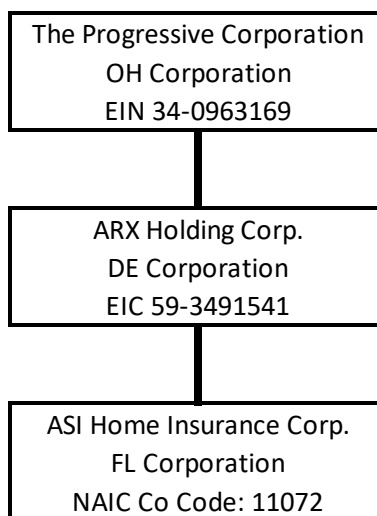 The Progressive Corporation
OH Corporation
EIN 34-0963169
ARX Holding Corp.
DE Corporation
EIC 59-3491541
ASI Home Insurance Corp.
FL Corporation
NAIC Co Code: 11072